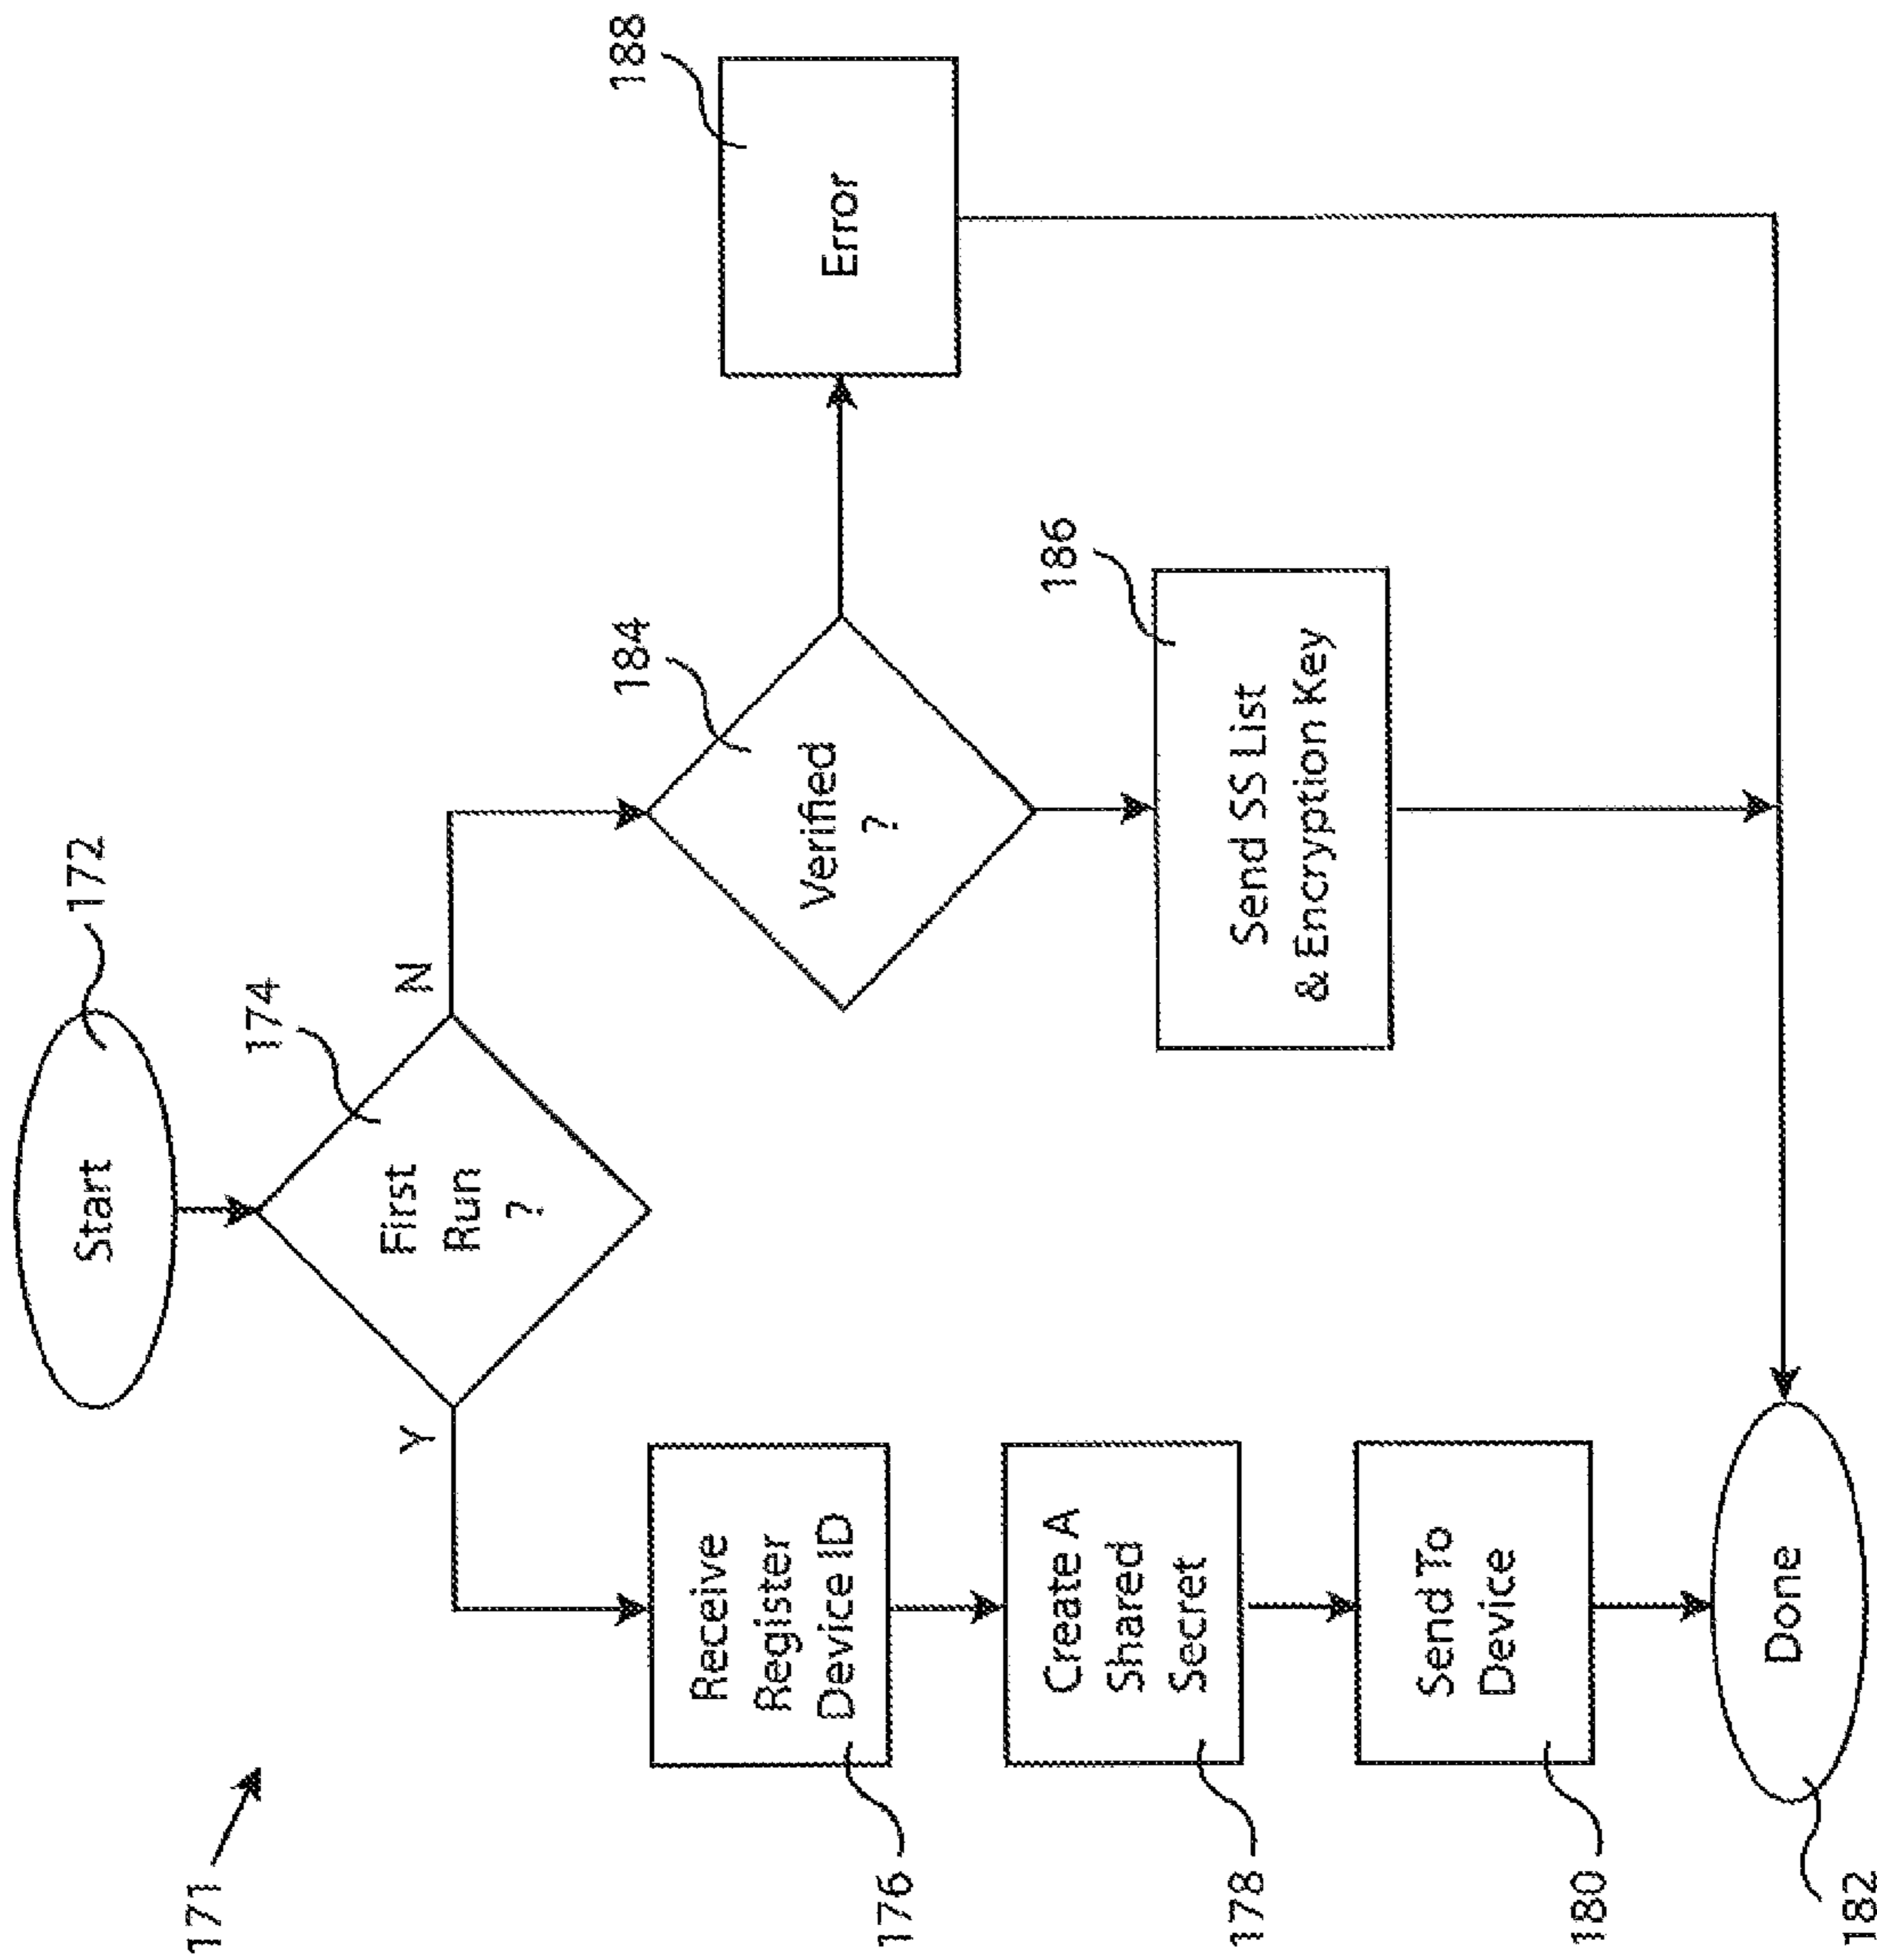 171
Start
172
First
Run
?
174
Y
N
Receive
Register
Device ID
176
Create A
Shared
Secret
178
Send To
Device
180
Done
182
Verified
?
184
Send SS List
& Encryption Key
186
Error
188